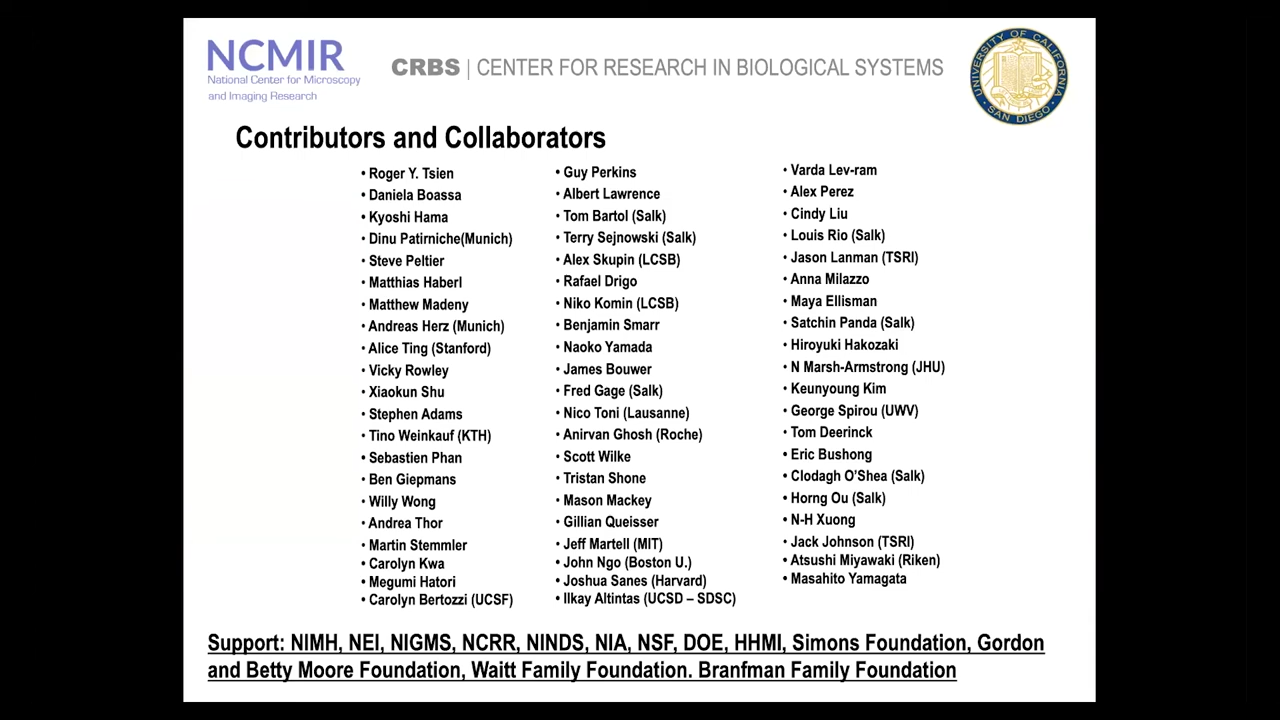 NCMIR
National Center for Microscopy
and Imaging Research
CRBS | CENTER FOR RESEARCH IN BIOLOGICAL SYSTEMS
UNIVERSITY OF CALIFORNIA
SAN DIEGO
Contributors and Collaborators
• Roger Y. Tsien
• Daniela Boassa
• Kyoshi Hama
• Dinu Patirniche(Munich)
• Steve Peltier
• Matthias Haberl
• Matthew Madeny
• Andreas Herz (Munich)
• Alice Ting (Stanford)
• Vicky Rowley
• Xiaokun Shu
• Stephen Adams
• Tino Weinkauf (KTH)
• Sebastien Phan
• Ben Giepmans
• Willy Wong
• Andrea Thor
• Martin Stemmler
• Carolyn Kwa
• Megumi Hatori
• Carolyn Bertozzi (UCSF)
• Guy Perkins
• Albert Lawrence
• Tom Bartol (Salk)
• Terry Sejnowski (Salk)
• Alex Skupin (LCSB)
• Rafael Drigo
• Niko Komin (LCSB)
• Benjamin Smarr
• Naoko Yamada
• James Bouwer
• Fred Gage (Salk)
• Nico Toni (Lausanne)
• Anirvan Ghosh (Roche)
• Scott Wilke
• Tristan Shone
• Mason Mackey
• Gillian Queisser
• Jeff Martell (MIT)
• John Ngo (Boston U.)
• Joshua Sanes (Harvard)
• Ilkay Altintas (UCSD – SDSC)
• Varda Lev-ram
• Alex Perez
• Cindy Liu
• Louis Rio (Salk)
• Jason Lanman (TSRI)
• Anna Milazzo
• Maya Ellisman
• Satchin Panda (Salk)
• Hiroyuki Hakozaki
• N Marsh-Armstrong (JHU)
• Keunyoung Kim
• George Spirou (UWV)
• Tom Deerinck
• Eric Bushong
• Clodagh O’Shea (Salk)
• Horng Ou (Salk)
• N-H Xuong
• Jack Johnson (TSRI)
• Atsushi Miyawaki (Riken)
• Masahito Yamagata
Support: NIMH, NEI, NIGMS, NCRR, NINDS, NIA, NSF, DOE, HHMI, Simons Foundation, Gordon
and Betty Moore Foundation, Waitt Family Foundation. Branfman Family Foundation